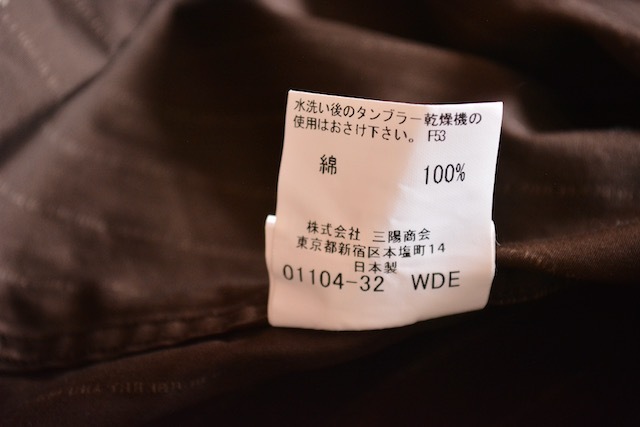 水洗い後のタンブラー乾燥機の
使用はおさけ下さい。 F53
綿 100%
株式会社 三陽商会
東京都新宿区本塩町14
日本製
01104-32 WDE